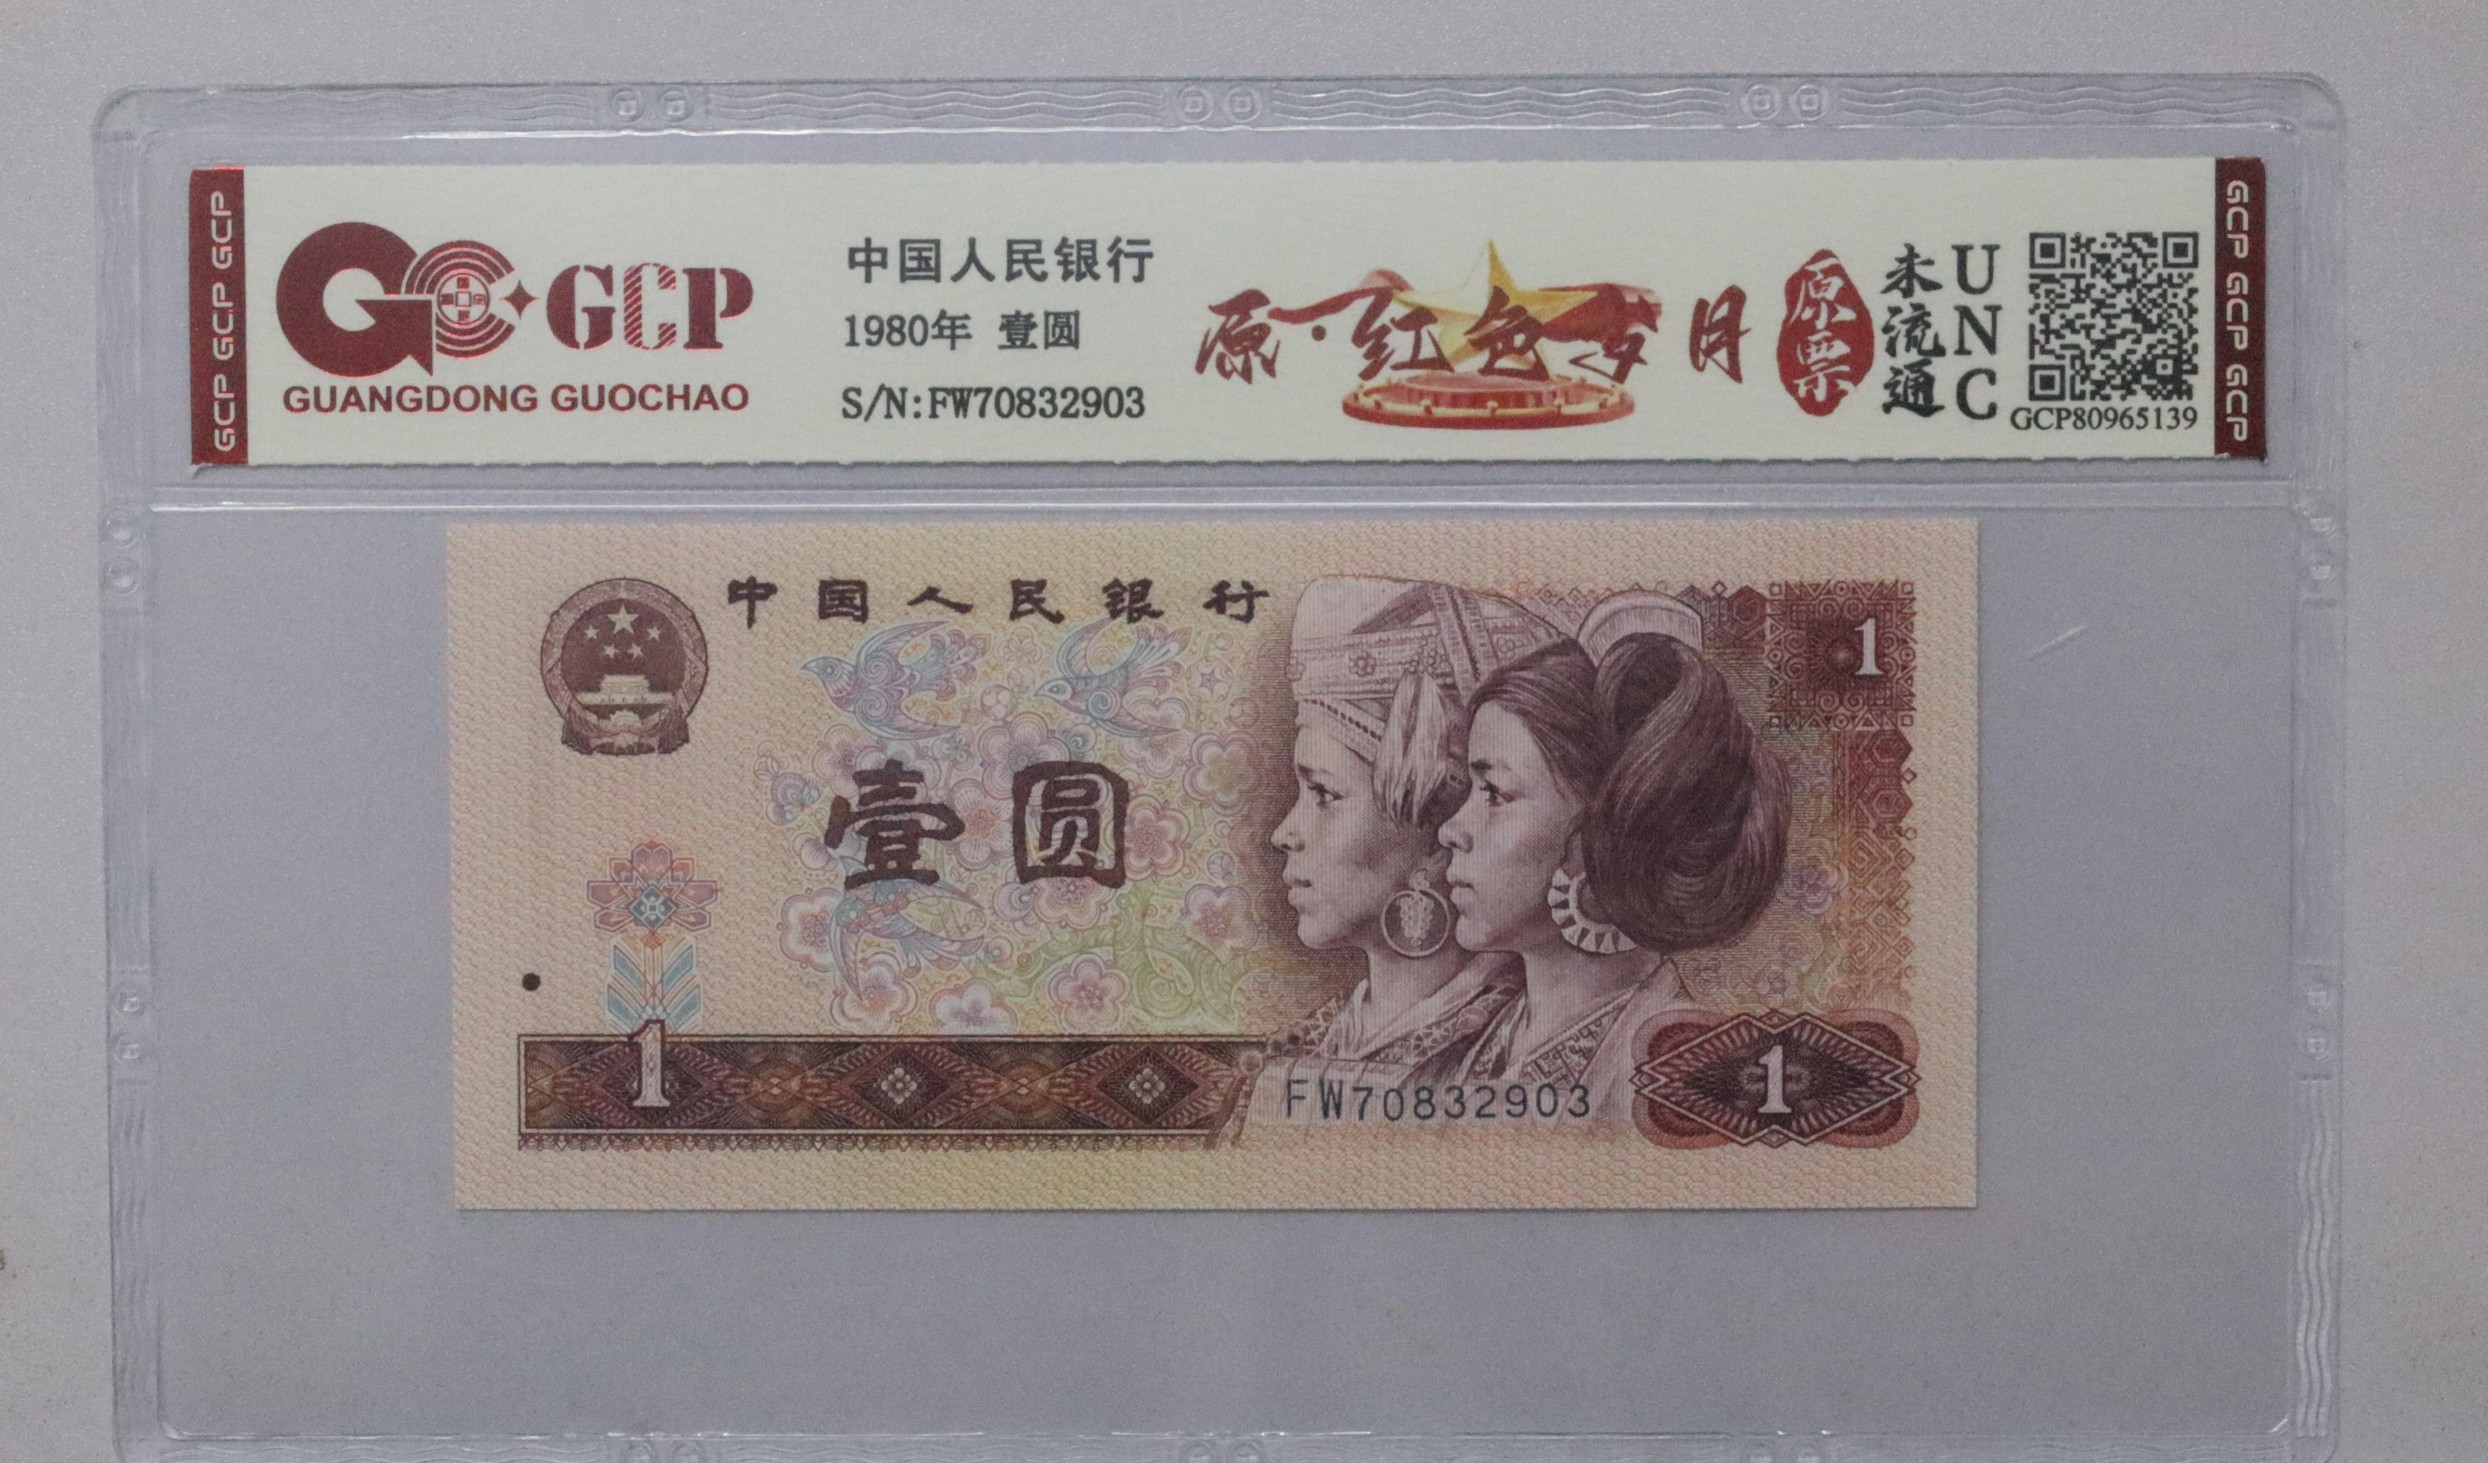 GCP GCP GCP
GCP
GUANGDONG GUOCHAO
中国人民银行
1980年 壹圆
S/N:FW70832903
原·红色岁月
原票
未流通
UNC
GCP80965139
GCP GCP GCP
中国人民银行
1
壹圆
1
FW70832903
1